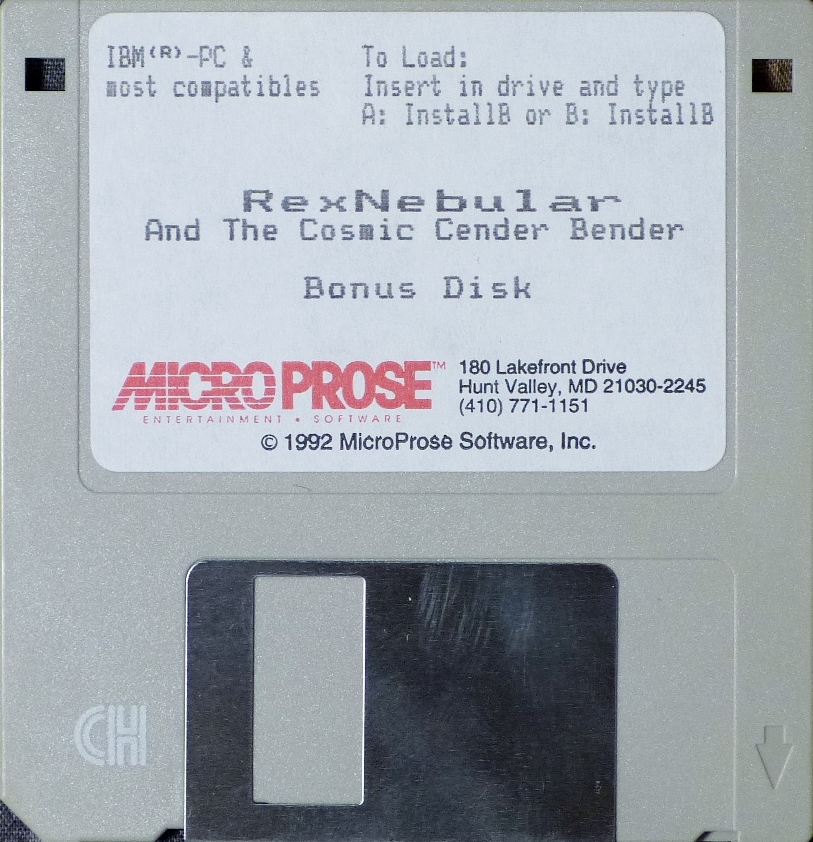 IBM(R)-PC &
most compatibles
To Load:
Insert in drive and type
A: InstallB or B: InstallB
RexNebular
And The Cosmic Cender Bender
Bonus Disk
MICROPROSE™
ENTERTAINMENT • SOFTWARE
180 Lakefront Drive
Hunt Valley, MD 21030-2245
(410) 771-1151
© 1992 MicroProse Software, Inc.
CH